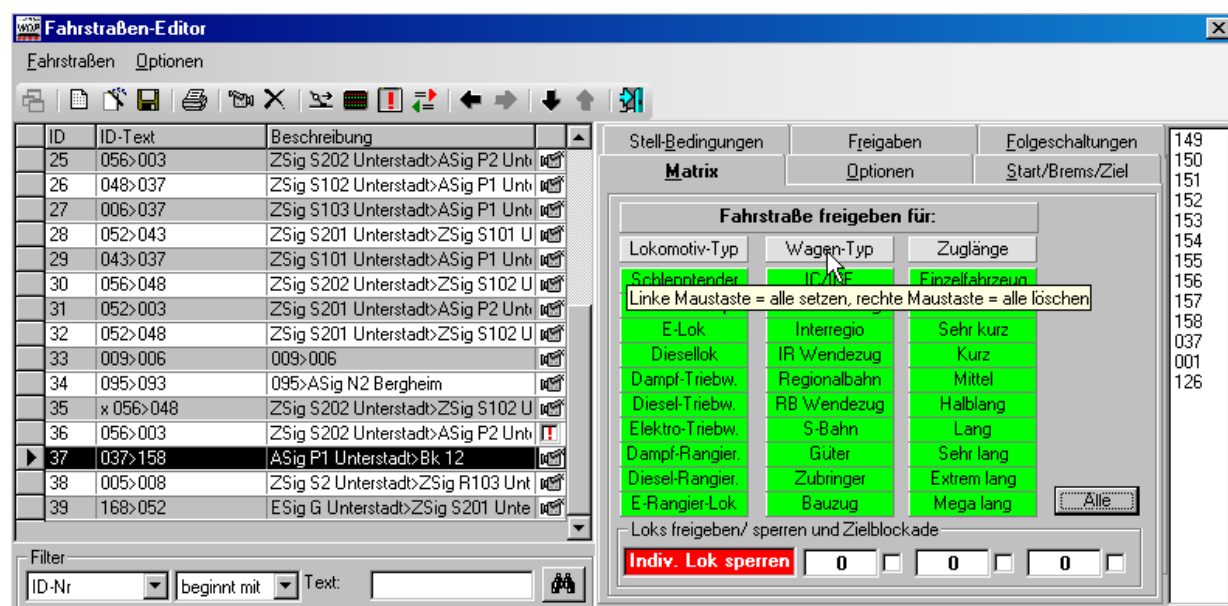 WDP Fahrstraßen-Editor
Fahrstraßen Optionen
ID ID-Text Beschreibung
25 056>003 ZSig S202 Unterstadt>ASig P2 Unt
26 048>037 ZSig S102 Unterstadt>ASig P1 Unt
27 006>037 ZSig S103 Unterstadt>ASig P1 Unt
28 052>043 ZSig S201 Unterstadt>ZSig S101 U
29 043>037 ZSig S101 Unterstadt>ASig P1 Unt
30 056>048 ZSig S202 Unterstadt>ZSig S102 U
31 052>003 ZSig S201 Unterstadt>ASig P2 Unt
32 052>048 ZSig S201 Unterstadt>ZSig S102 U
33 009>006 009>006
34 095>093 095>ASig N2 Bergheim
35 x 056>048 ZSig S202 Unterstadt>ZSig S102 U
36 056>003 ZSig S202 Unterstadt>ASig P2 Unt
37 037>158 ASig P1 Unterstadt>Bk 12
38 005>008 ZSig S2 Unterstadt>ZSig R103 Unt
39 168>052 ESig G Unterstadt>ZSig S201 Unte
Filter
ID-Nr beginnt mit Text:
Stell-Bedingungen Freigaben Folgeschaltungen
Matrix Optionen Start/Brems/Ziel
Fahrstraße freigeben für:
Lokomotiv-Typ Wagen-Typ Zuglänge
Schlepptender Einzelfahrzeug
Linke Maustaste = alle setzen, rechte Maustaste = alle löschen
E-Lok Interregio Sehr kurz
Diesellok IR Wendezug Kurz
Dampf-Triebw. Regionalbahn Mittel
Diesel-Triebw. RB Wendezug Halblang
Elektro-Triebw. S-Bahn Lang
Dampf-Rangier. Güter Sehr lang
Diesel-Rangier. Zubringer Extrem lang
E-Rangier-Lok Bauzug Mega lang Alle
Loks freigeben/ sperren und Zielblockade
Indiv. Lok sperren 0 0 0
149
150
151
152
153
154
155
156
157
158
037
001
126